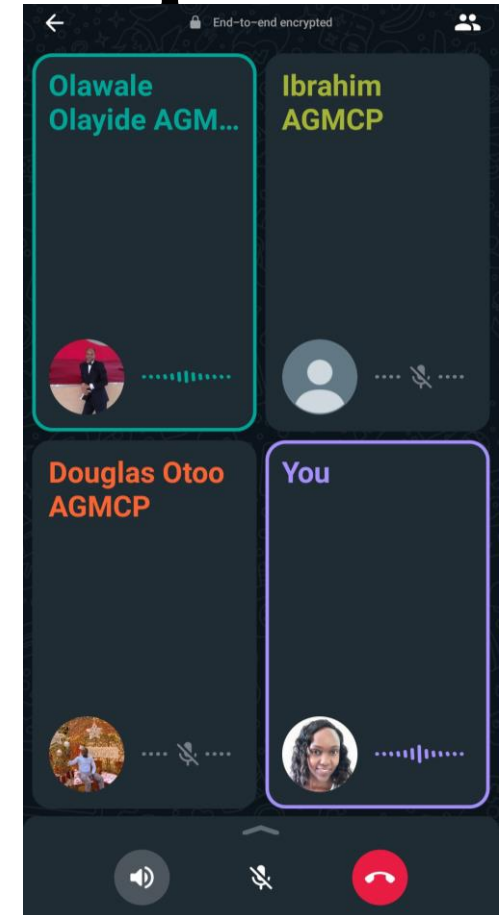 End-to-end encrypted
Olawale
Olayide AGM...
Ibrahim
AGMCP
Douglas Otoo
AGMCP
You